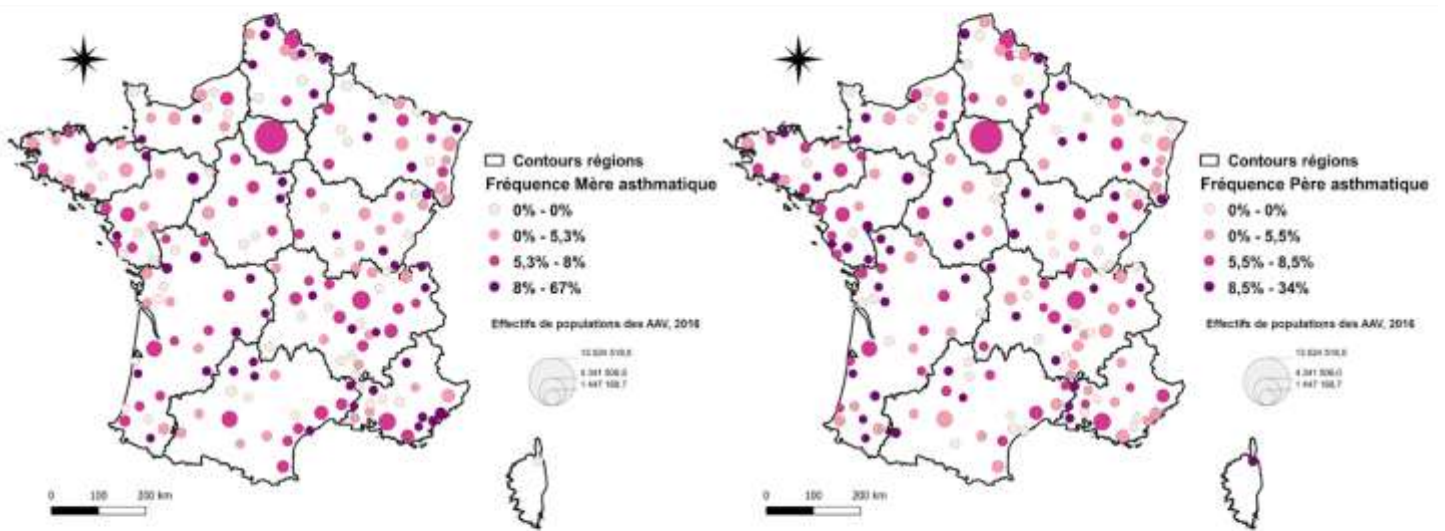 Contours régions
Fréquence Mère asthmatique
0% - 0%
0% - 5,3%
5,3% - 8%
8% - 67%
Effectifs de populations des AAV, 2016
0 100 200 km
Contours régions
Fréquence Père asthmatique
0% - 0%
0% - 5,5%
5,5% - 8,5%
8,5% - 34%
Effectifs de populations des AAV, 2016
0 100 200 km